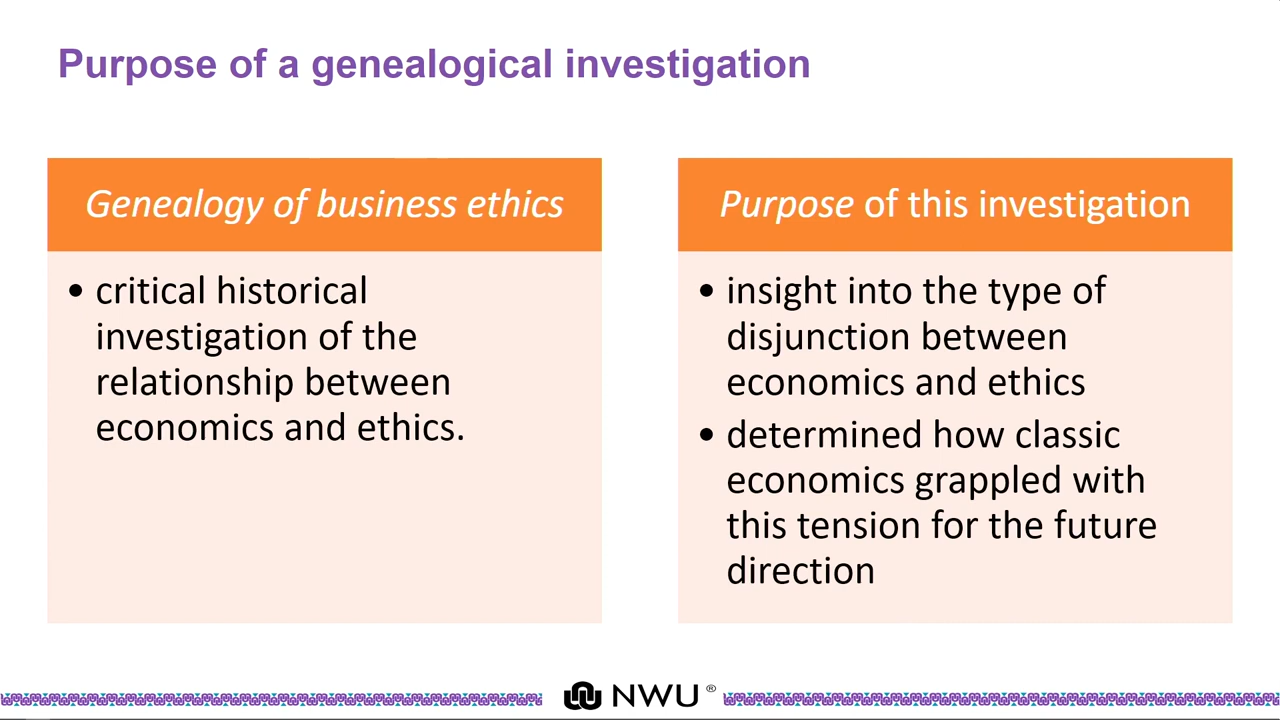 Purpose of a genealogical investigation
Genealogy of business ethics
• critical historical
investigation of the
relationship between
economics and ethics.
Purpose of this investigation
• insight into the type of
disjunction between
economics and ethics
• determined how classic
economics grappled with
this tension for the future
direction
NWU ®